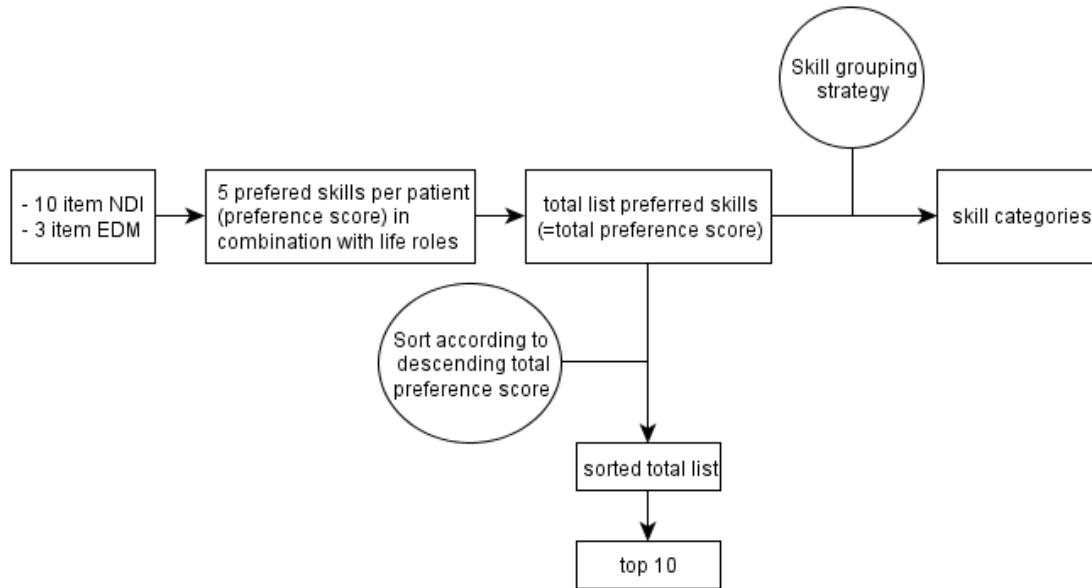 Skill grouping
strategy
- 10 item NDI
- 3 item EDM
5 prefered skills per patient
(preference score) in
combination with life roles
total list preferred skills
(=total preference score)
skill categories
Sort according to
descending total
preference score
sorted total list
top 10